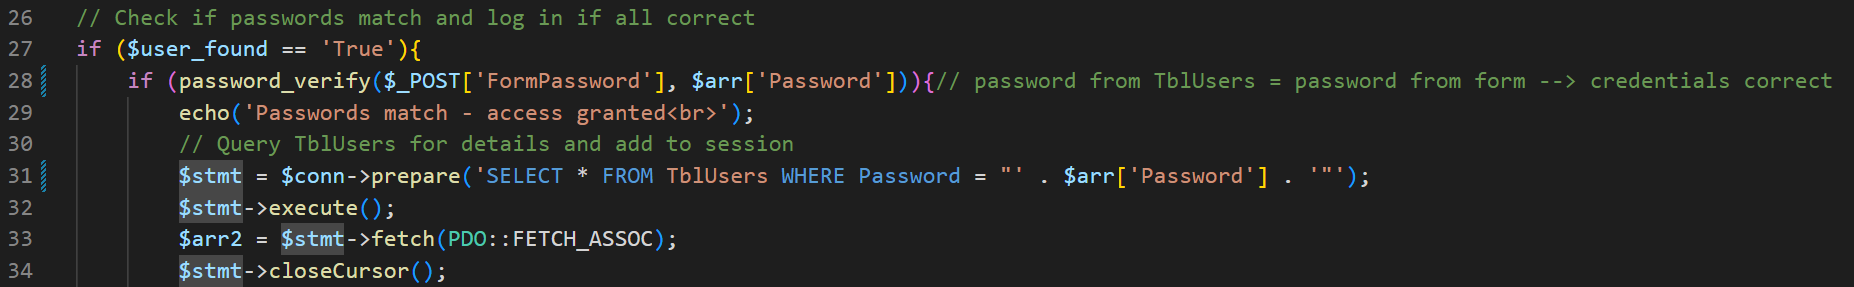 26 // Check if passwords match and log in if all correct
27 if ($user_found == 'True'){
28 if (password_verify($_POST['FormPassword'], $arr['Password'])){// password from TblUsers = password from form --> credentials correct
29 echo('Passwords match - access granted<br>');
30 // Query TblUsers for details and add to session
31 $stmt = $conn->prepare('SELECT * FROM TblUsers WHERE Password = "' . $arr['Password'] . '"');
32 $stmt->execute();
33 $arr2 = $stmt->fetch(PDO::FETCH_ASSOC);
34 $stmt->closeCursor();